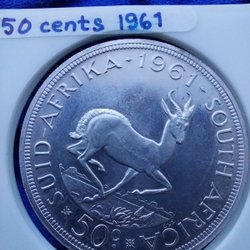 50 cents 1961
SUID-AFRIKA · 1961 · SOUTH AFRICA
50c